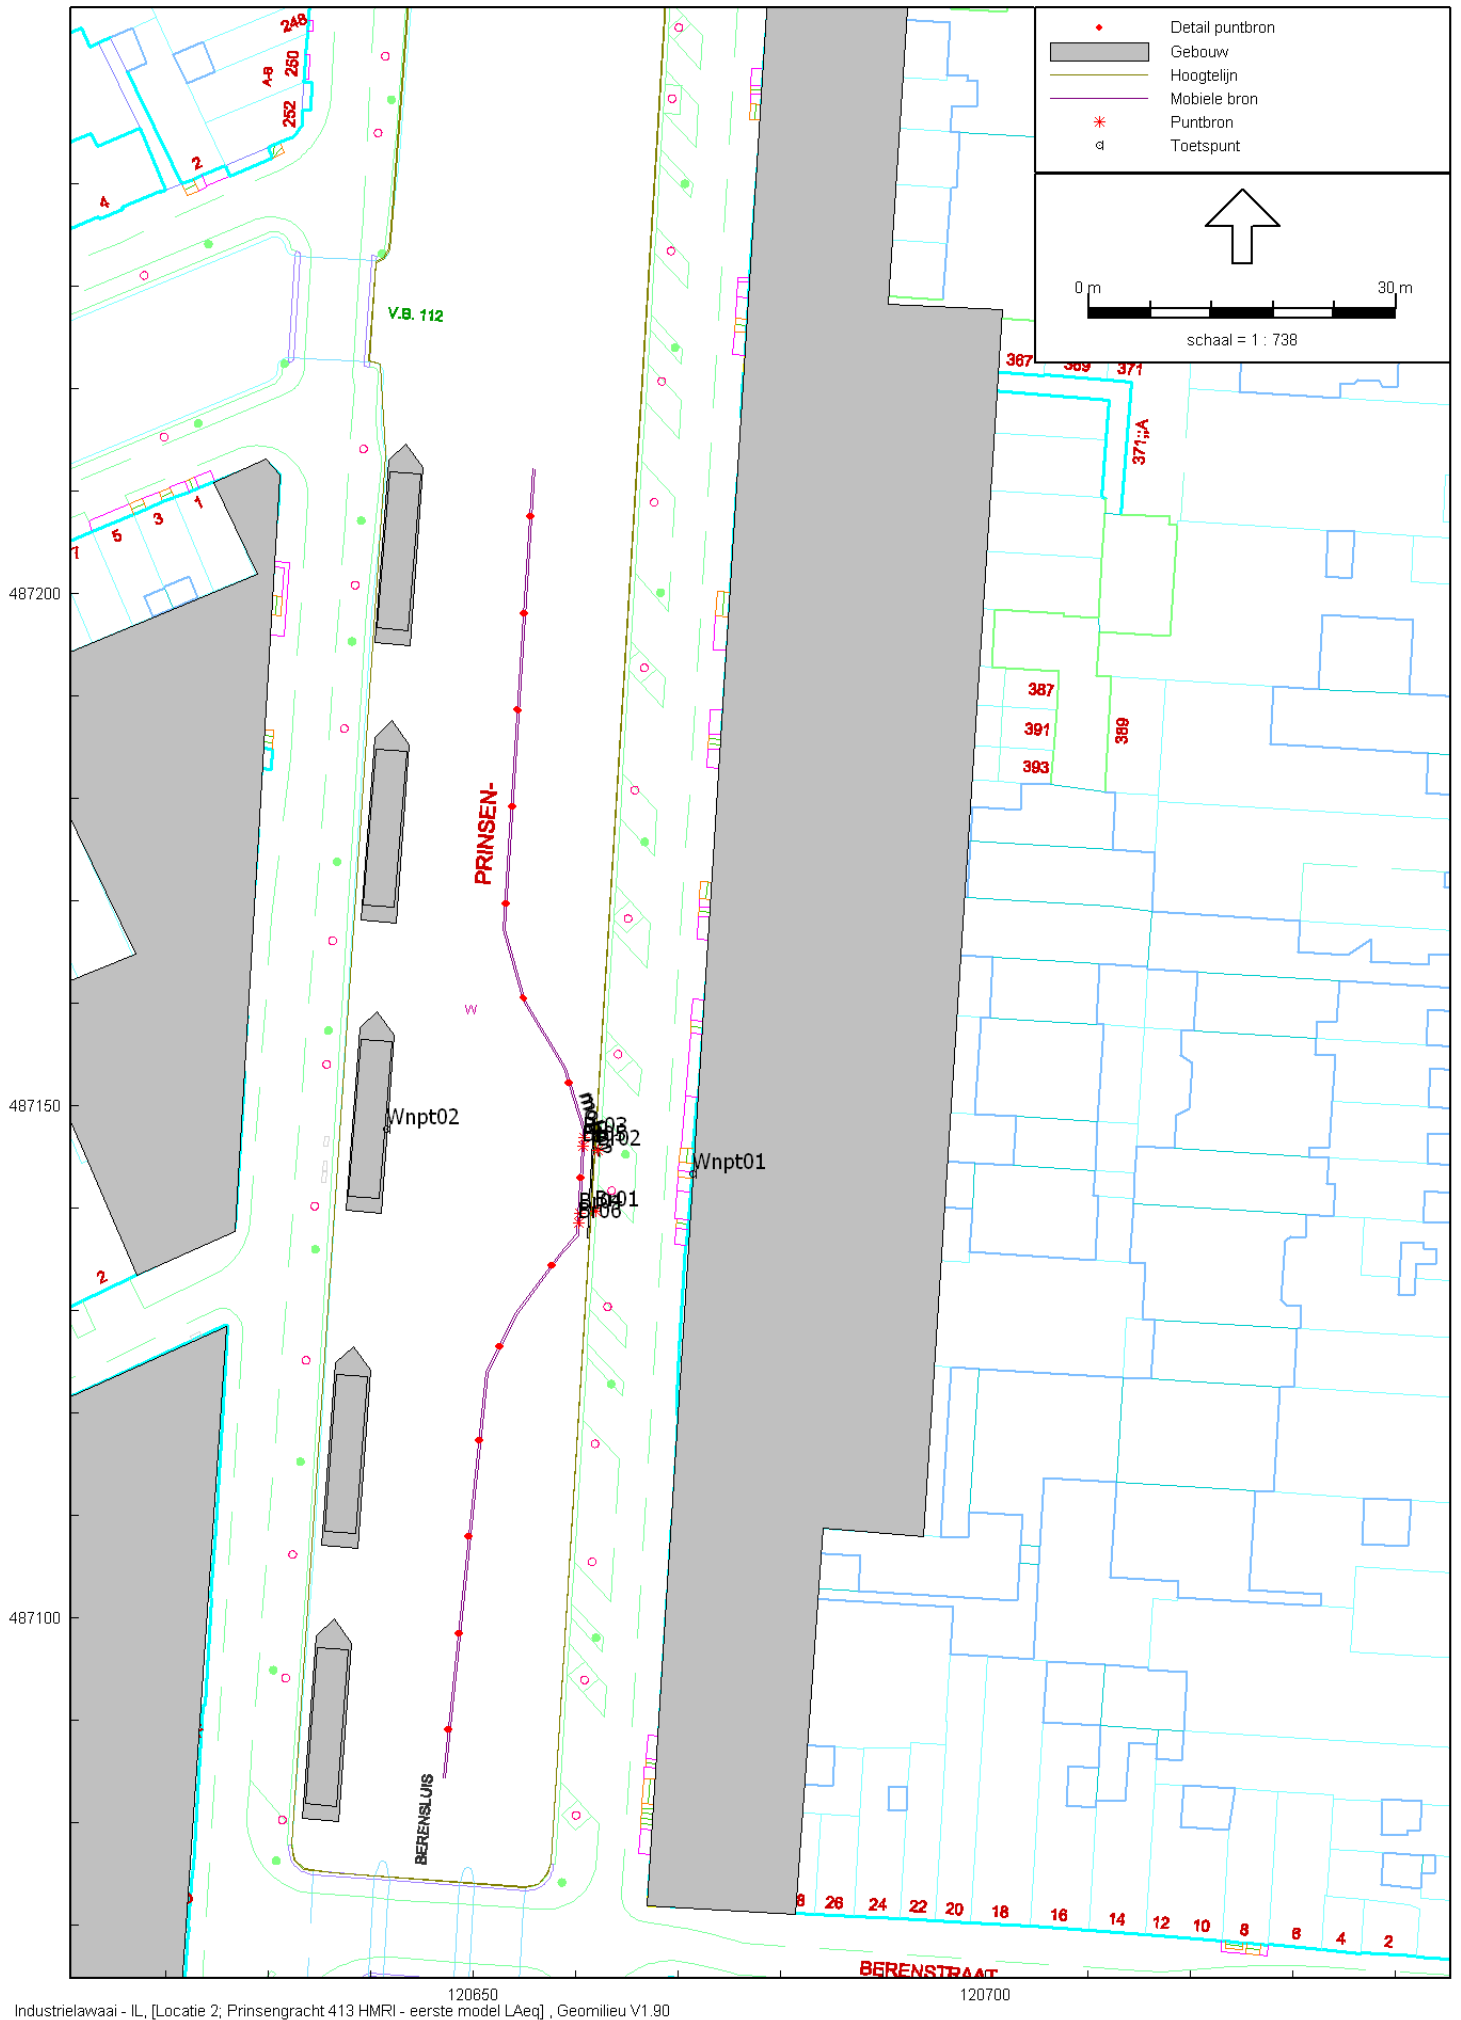 Detail puntbron
Gebouw
Hoogtelijn
Mobiele bron
Puntbron
Toetspunt
0 m
30 m
schaal = 1 : 738
248
250
A-B
252
2
4
V.B. 112
367
369
371
371;;A
1
3
5
7
487200
387
391
389
393
PRINSEN-
W
487150
Wnpt02
Wnpt01
2
487100
BERENSLUIS
8
26
24
22
20
18
16
14
12
10
8
6
4
2
BERENSTRAAT
120650
120700
Industrielawaai - IL, [Locatie 2; Prinsengracht 413 HMRI - eerste model LAeq] , Geomilieu V1.90